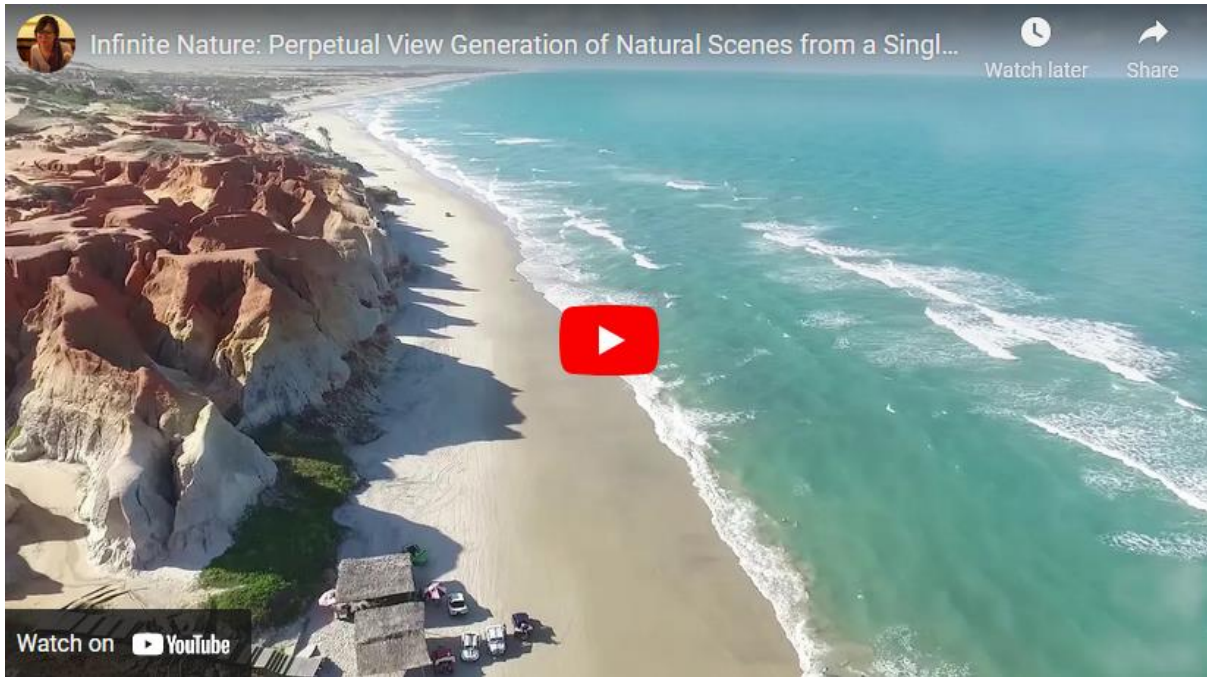 Infinite Nature: Perpetual View Generation of Natural Scenes from a Singl...
Watch later
Share
Watch on YouTube